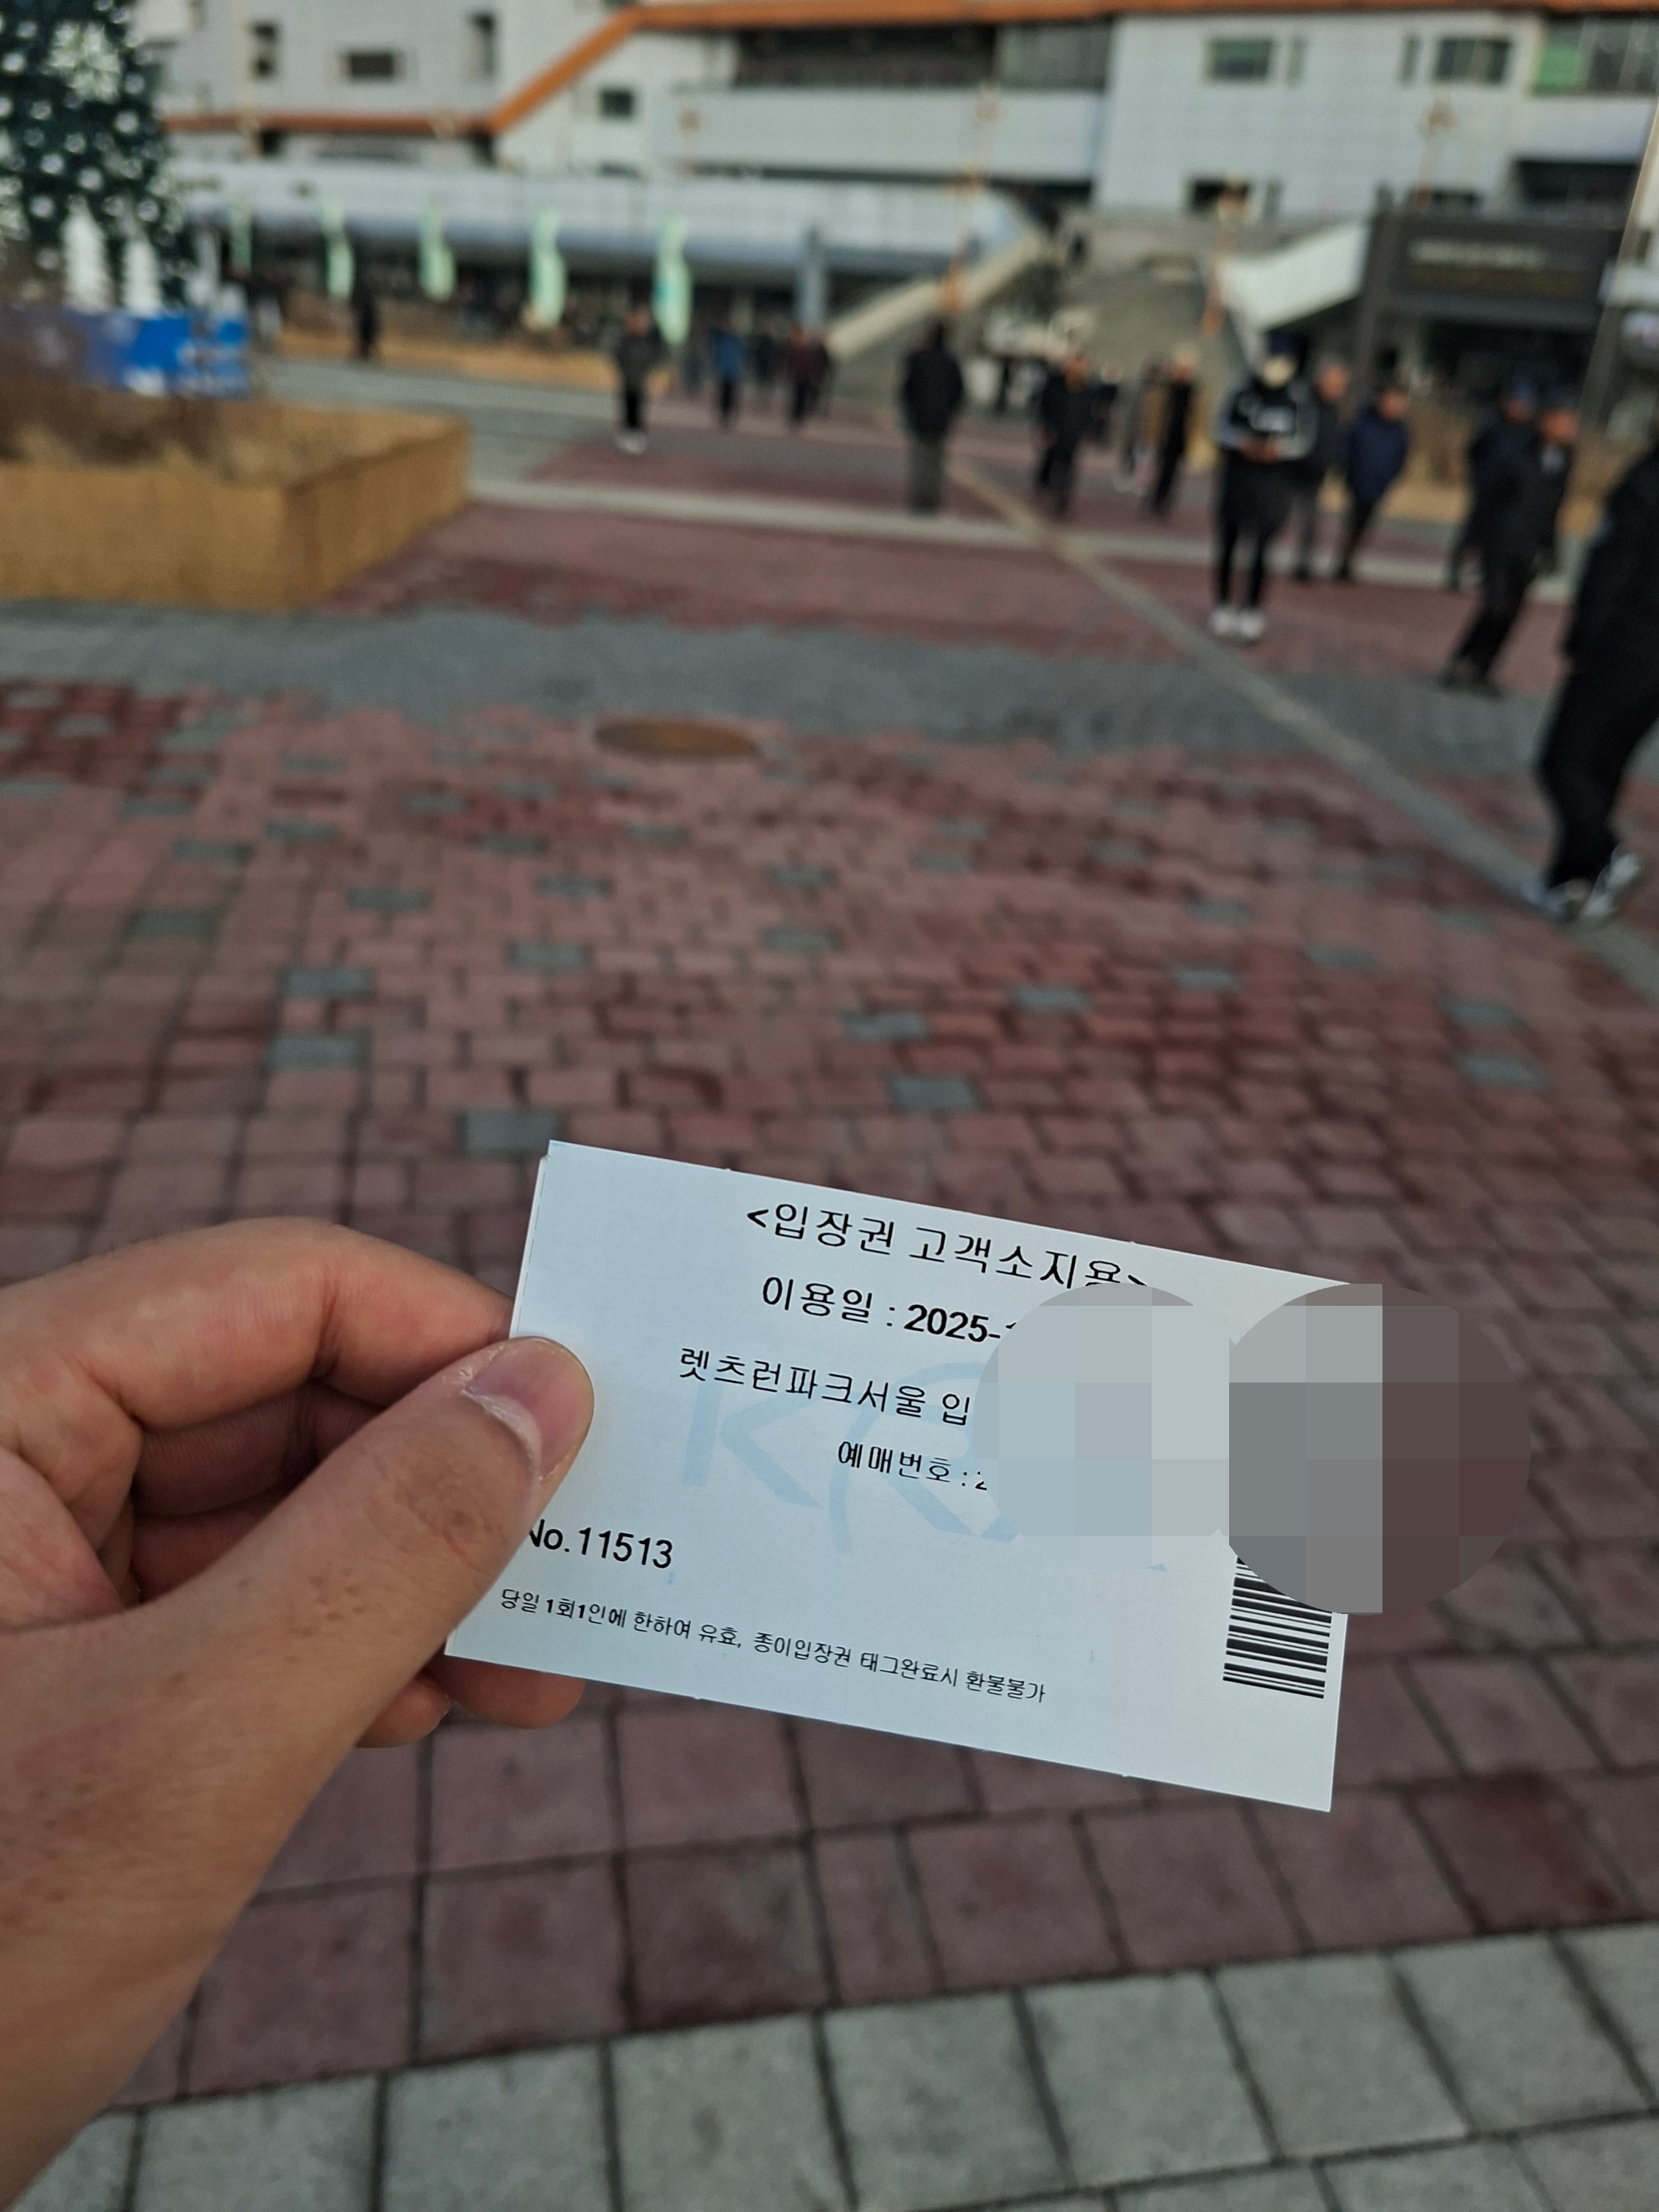 <입장권 고객소지용>
이용일 : 2025-1
렛츠런파크서울 입
예매번호 : 2
No.11513
당일 1회1인에 한하여 유효, 종이입장권 태그완료시 환불불가